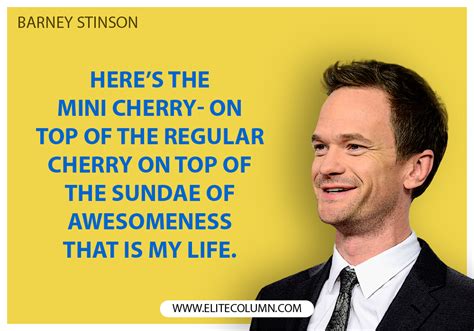 BARNEY STINSON
HERE'S THE
MINI CHERRY- ON
TOP OF THE REGULAR
CHERRY ON TOP OF
THE SUNDAE OF
AWESOMENESS
THAT IS MY LIFE.
WWW.ELITECOLUMN.COM